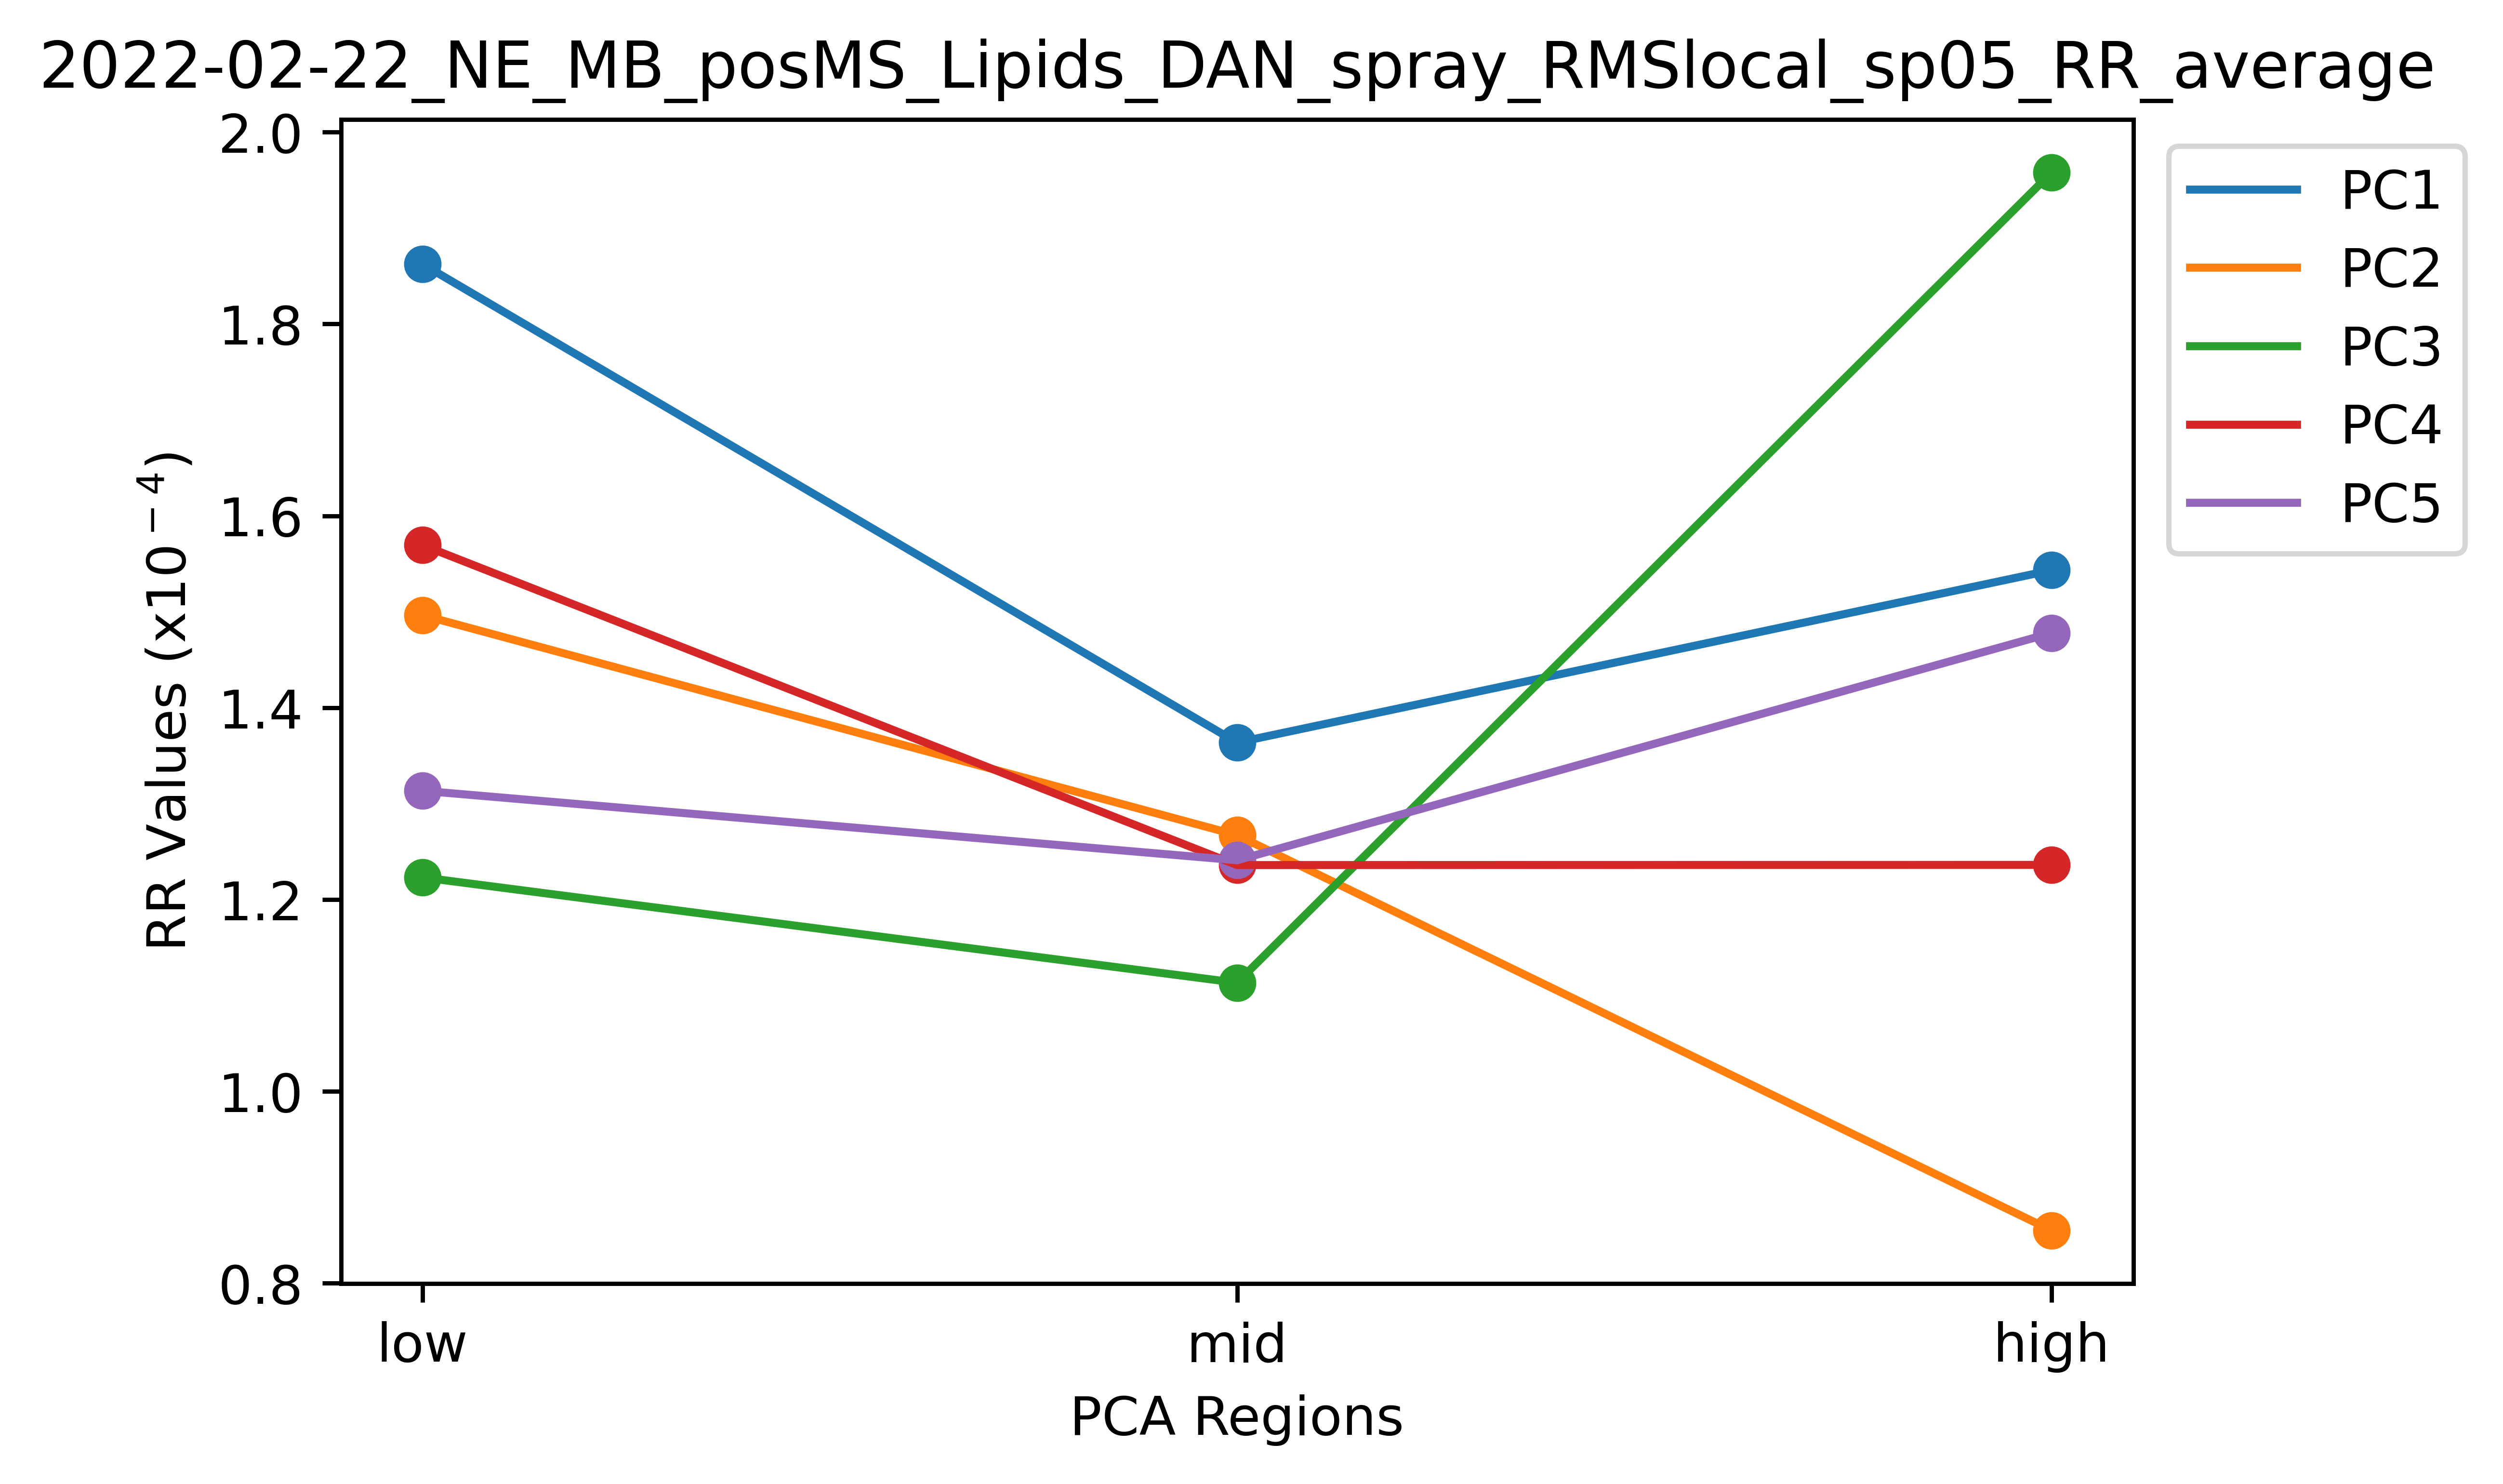 2022-02-22_NE_MB_posMS_Lipids_DAN_spray_RMSlocal_sp05_RR_average
2.0
1.8
1.6
1.4
1.2
1.0
0.8
RR Values (x10⁻⁴)
low
mid
high
PCA Regions
PC1
PC2
PC3
PC4
PC5